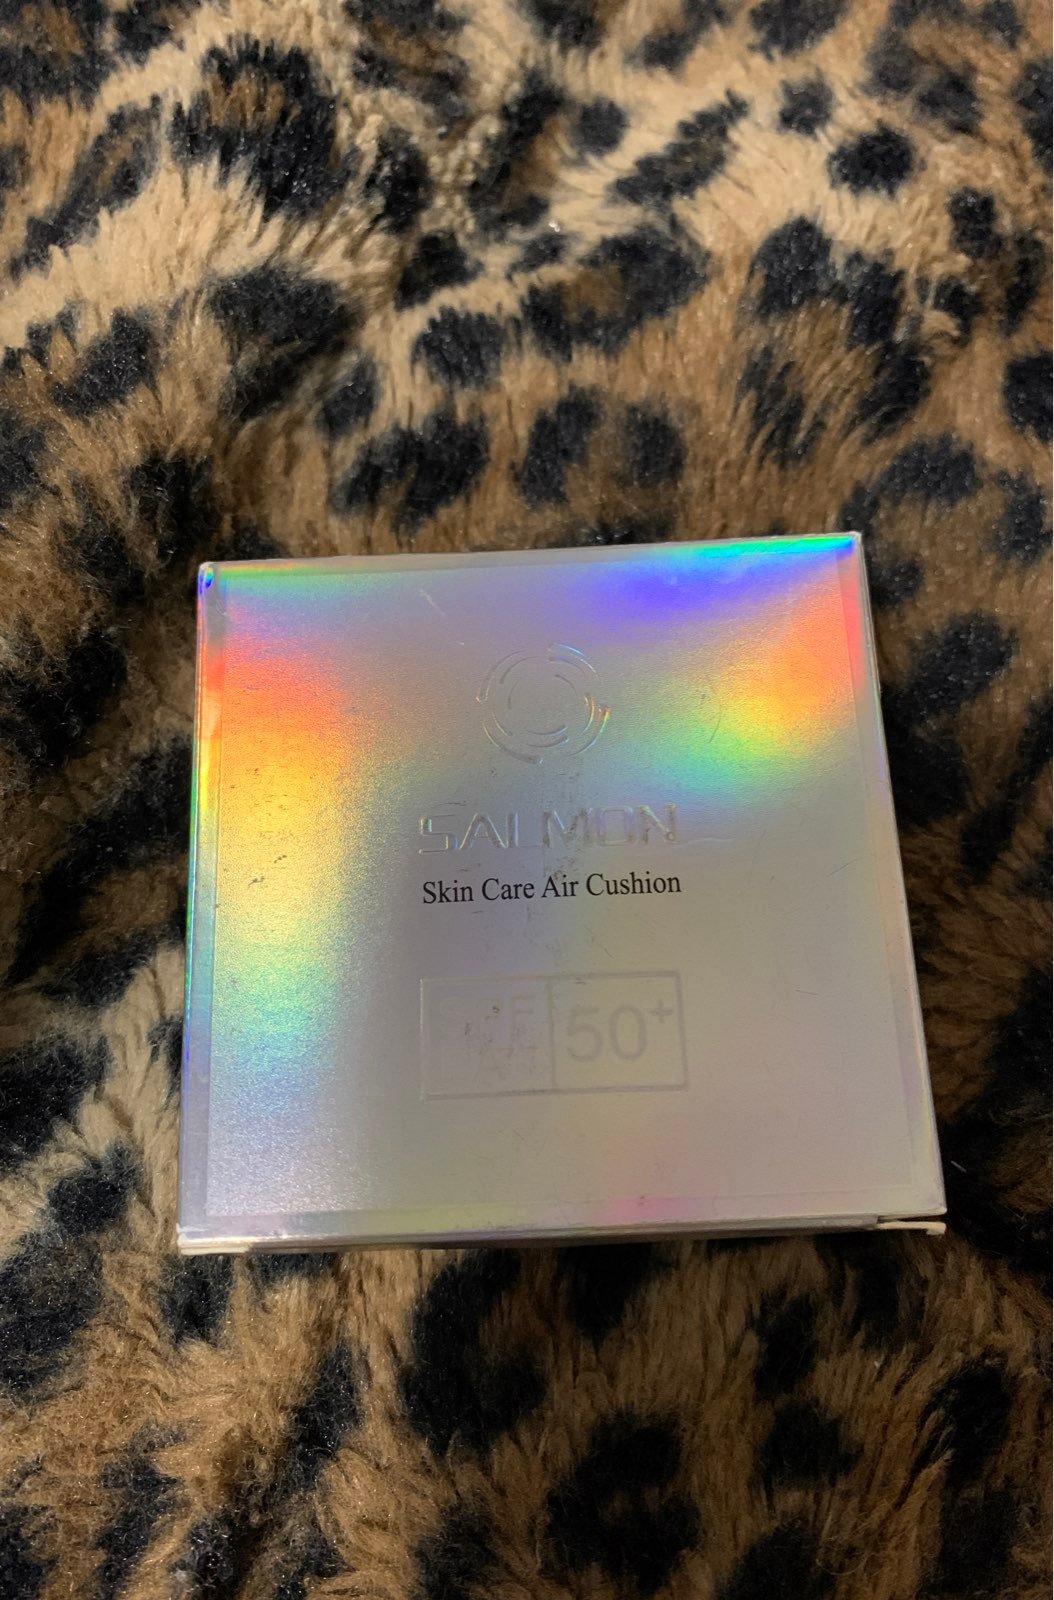 SALMON
Skin Care Air Cushion
50+